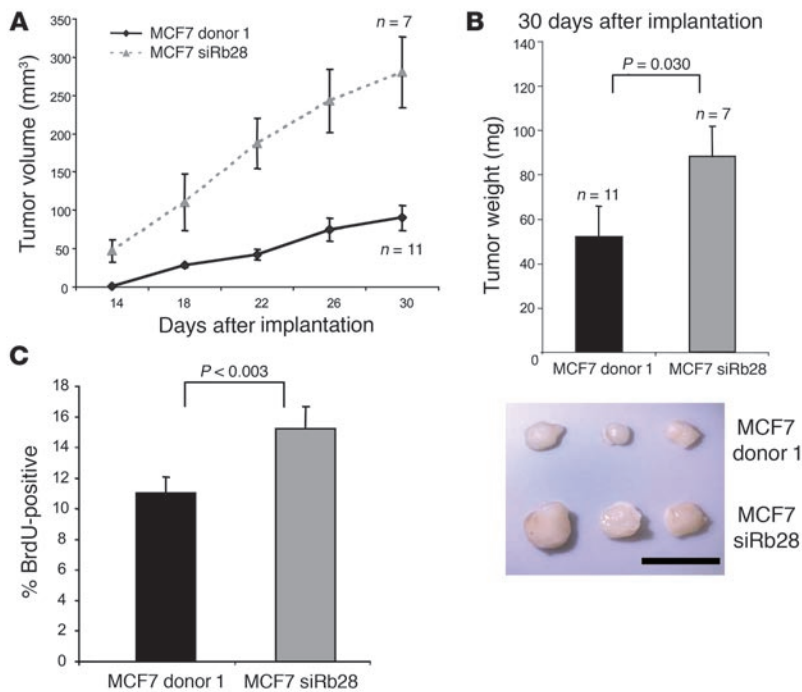 A
MCF7 donor 1
MCF7 siRb28
n = 7
n = 11
Tumor volume (mm³)
350
300
250
200
150
100
50
0
14 18 22 26 30
Days after implantation
B
30 days after implantation
P = 0.030
n = 7
n = 11
Tumor weight (mg)
140
120
100
80
60
40
20
0
MCF7 donor 1 MCF7 siRb28
MCF7
donor 1
MCF7
siRb28
C
P < 0.003
% BrdU-positive
18
16
14
12
10
8
6
4
2
0
MCF7 donor 1 MCF7 siRb28